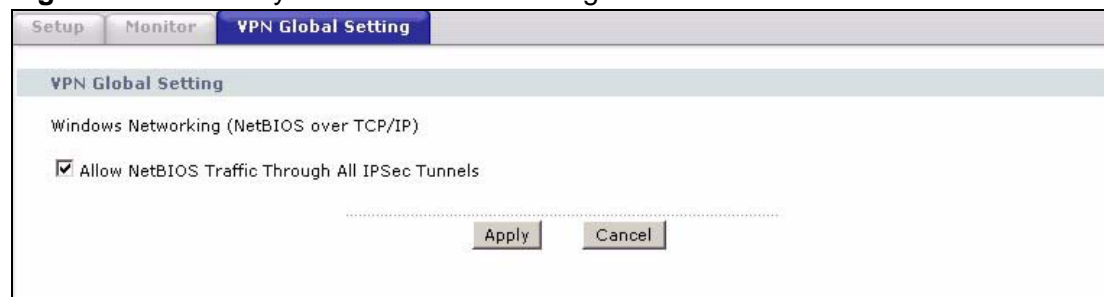 Setup Monitor VPN Global Setting
VPN Global Setting
Windows Networking (NetBIOS over TCP/IP)
Allow NetBIOS Traffic Through All IPSec Tunnels
Apply Cancel